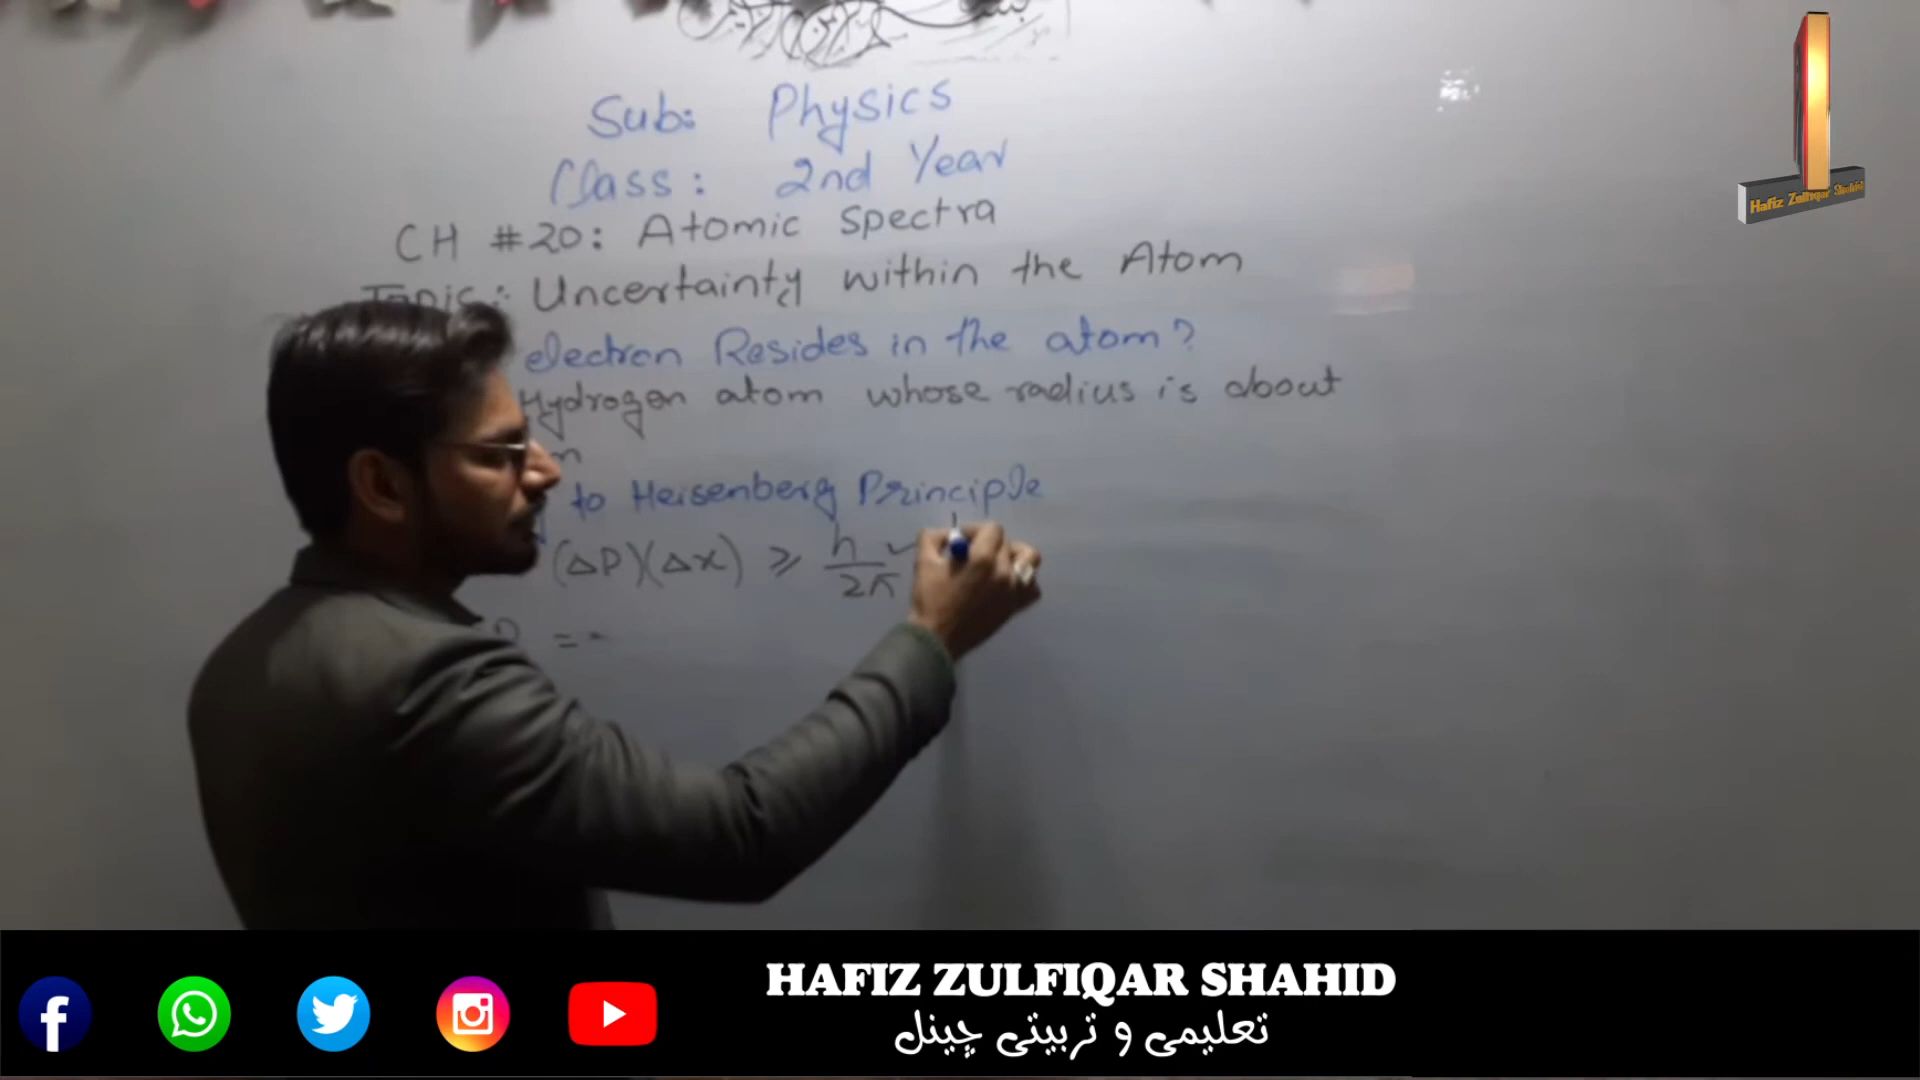 Sub: Physics
Class: 2nd Year
CH #20: Atomic Spectra
Topic: Uncertainty within the Atom
electron Resides in the atom?
Hydrogen atom whose radius is about
to Heisenberg Principle
(ΔP)(Δx) ⩾ h/2π
=
Hafiz Zulfiqar Shahid
HAFIZ ZULFIQAR SHAHID
تعلیمی و تربیتی چینل